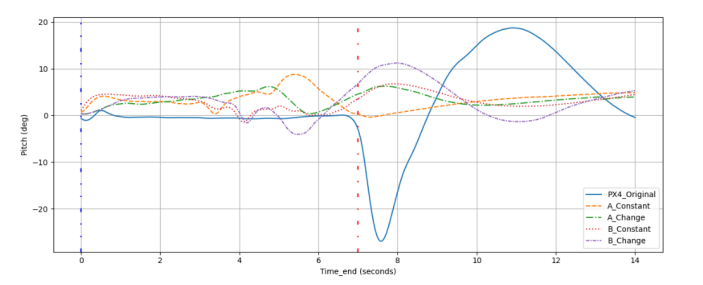 20
10
0
−10
−20
Pitch (deg)
0
2
4
6
8
10
12
14
Time_end (seconds)
PX4_Original
A_Constant
A_Change
B_Constant
B_Change